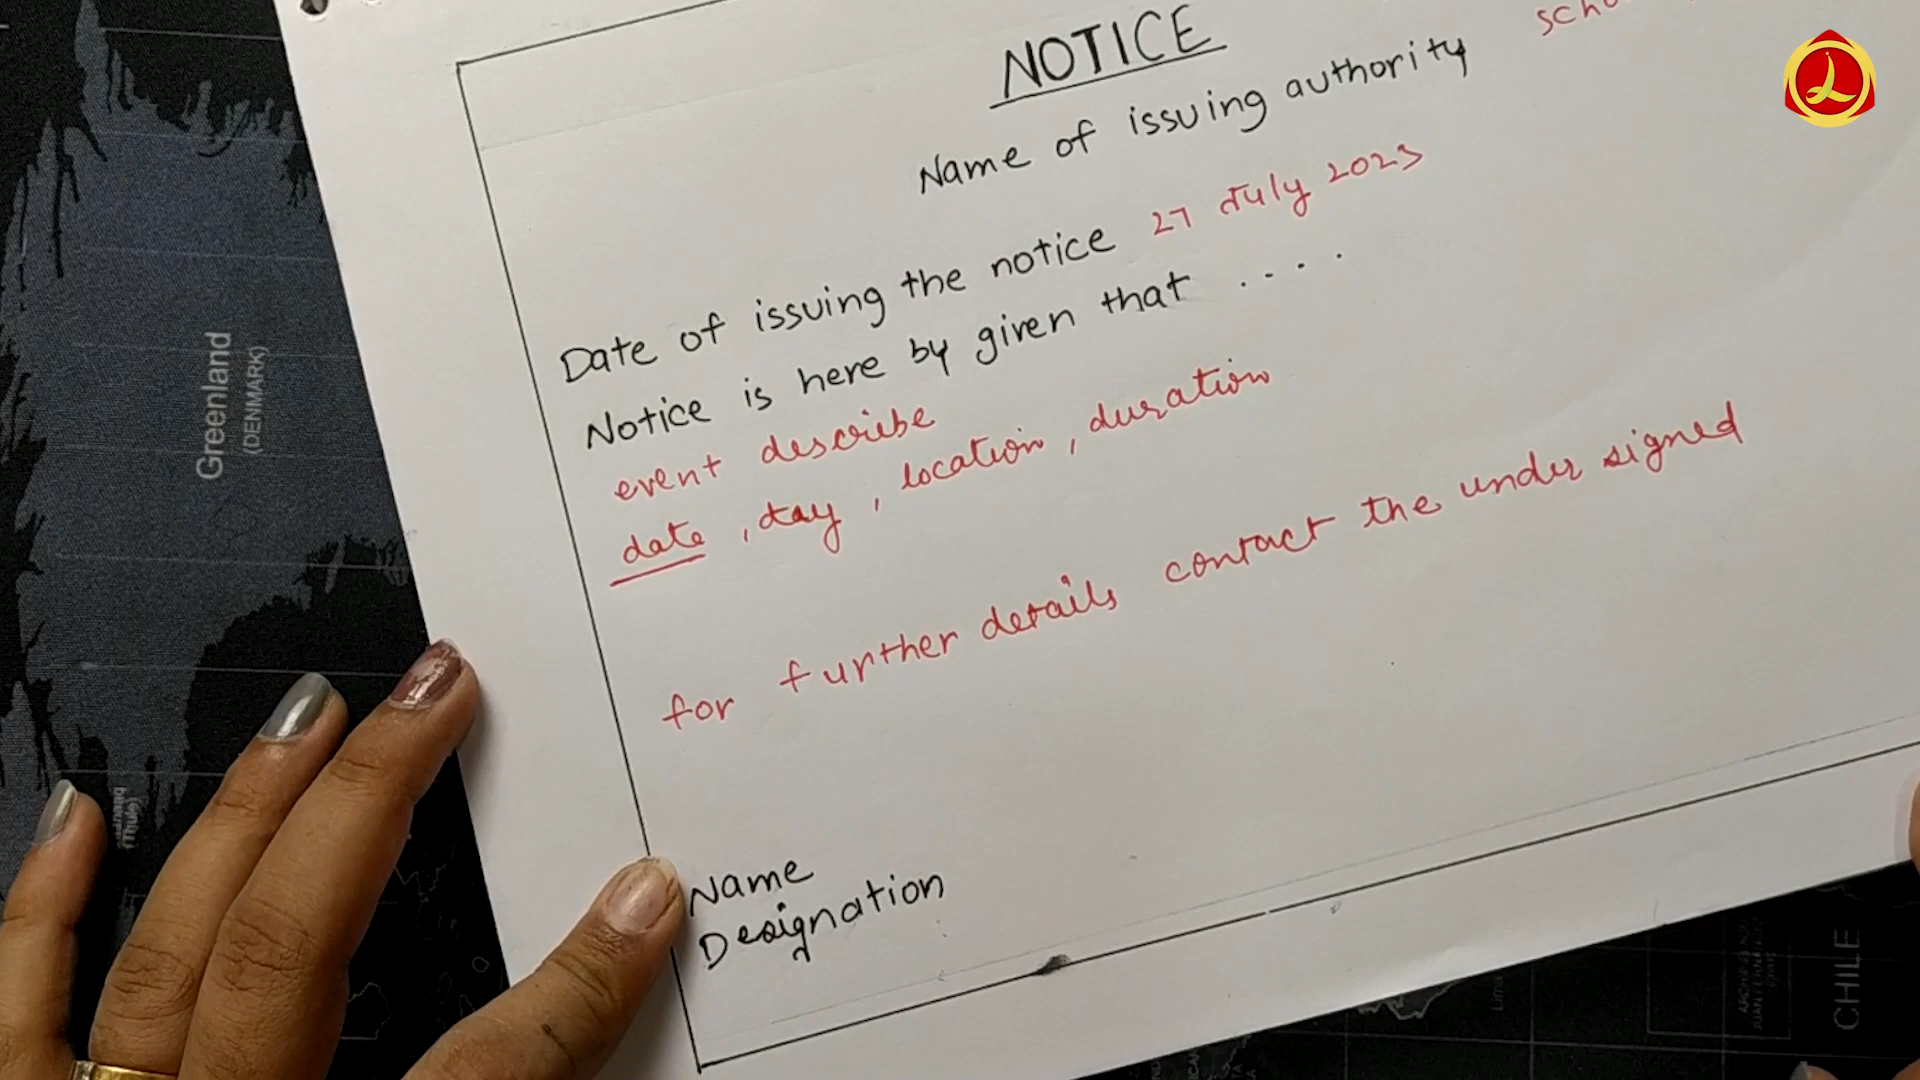 NOTICE
Name of issuing authority
Date of issuing the notice 27 July 2023
Notice is here by given that ....
event describe
date, day, location, duration
for further details contact the under signed
Name
Designation
Greenland
(DENMARK)
CHILE